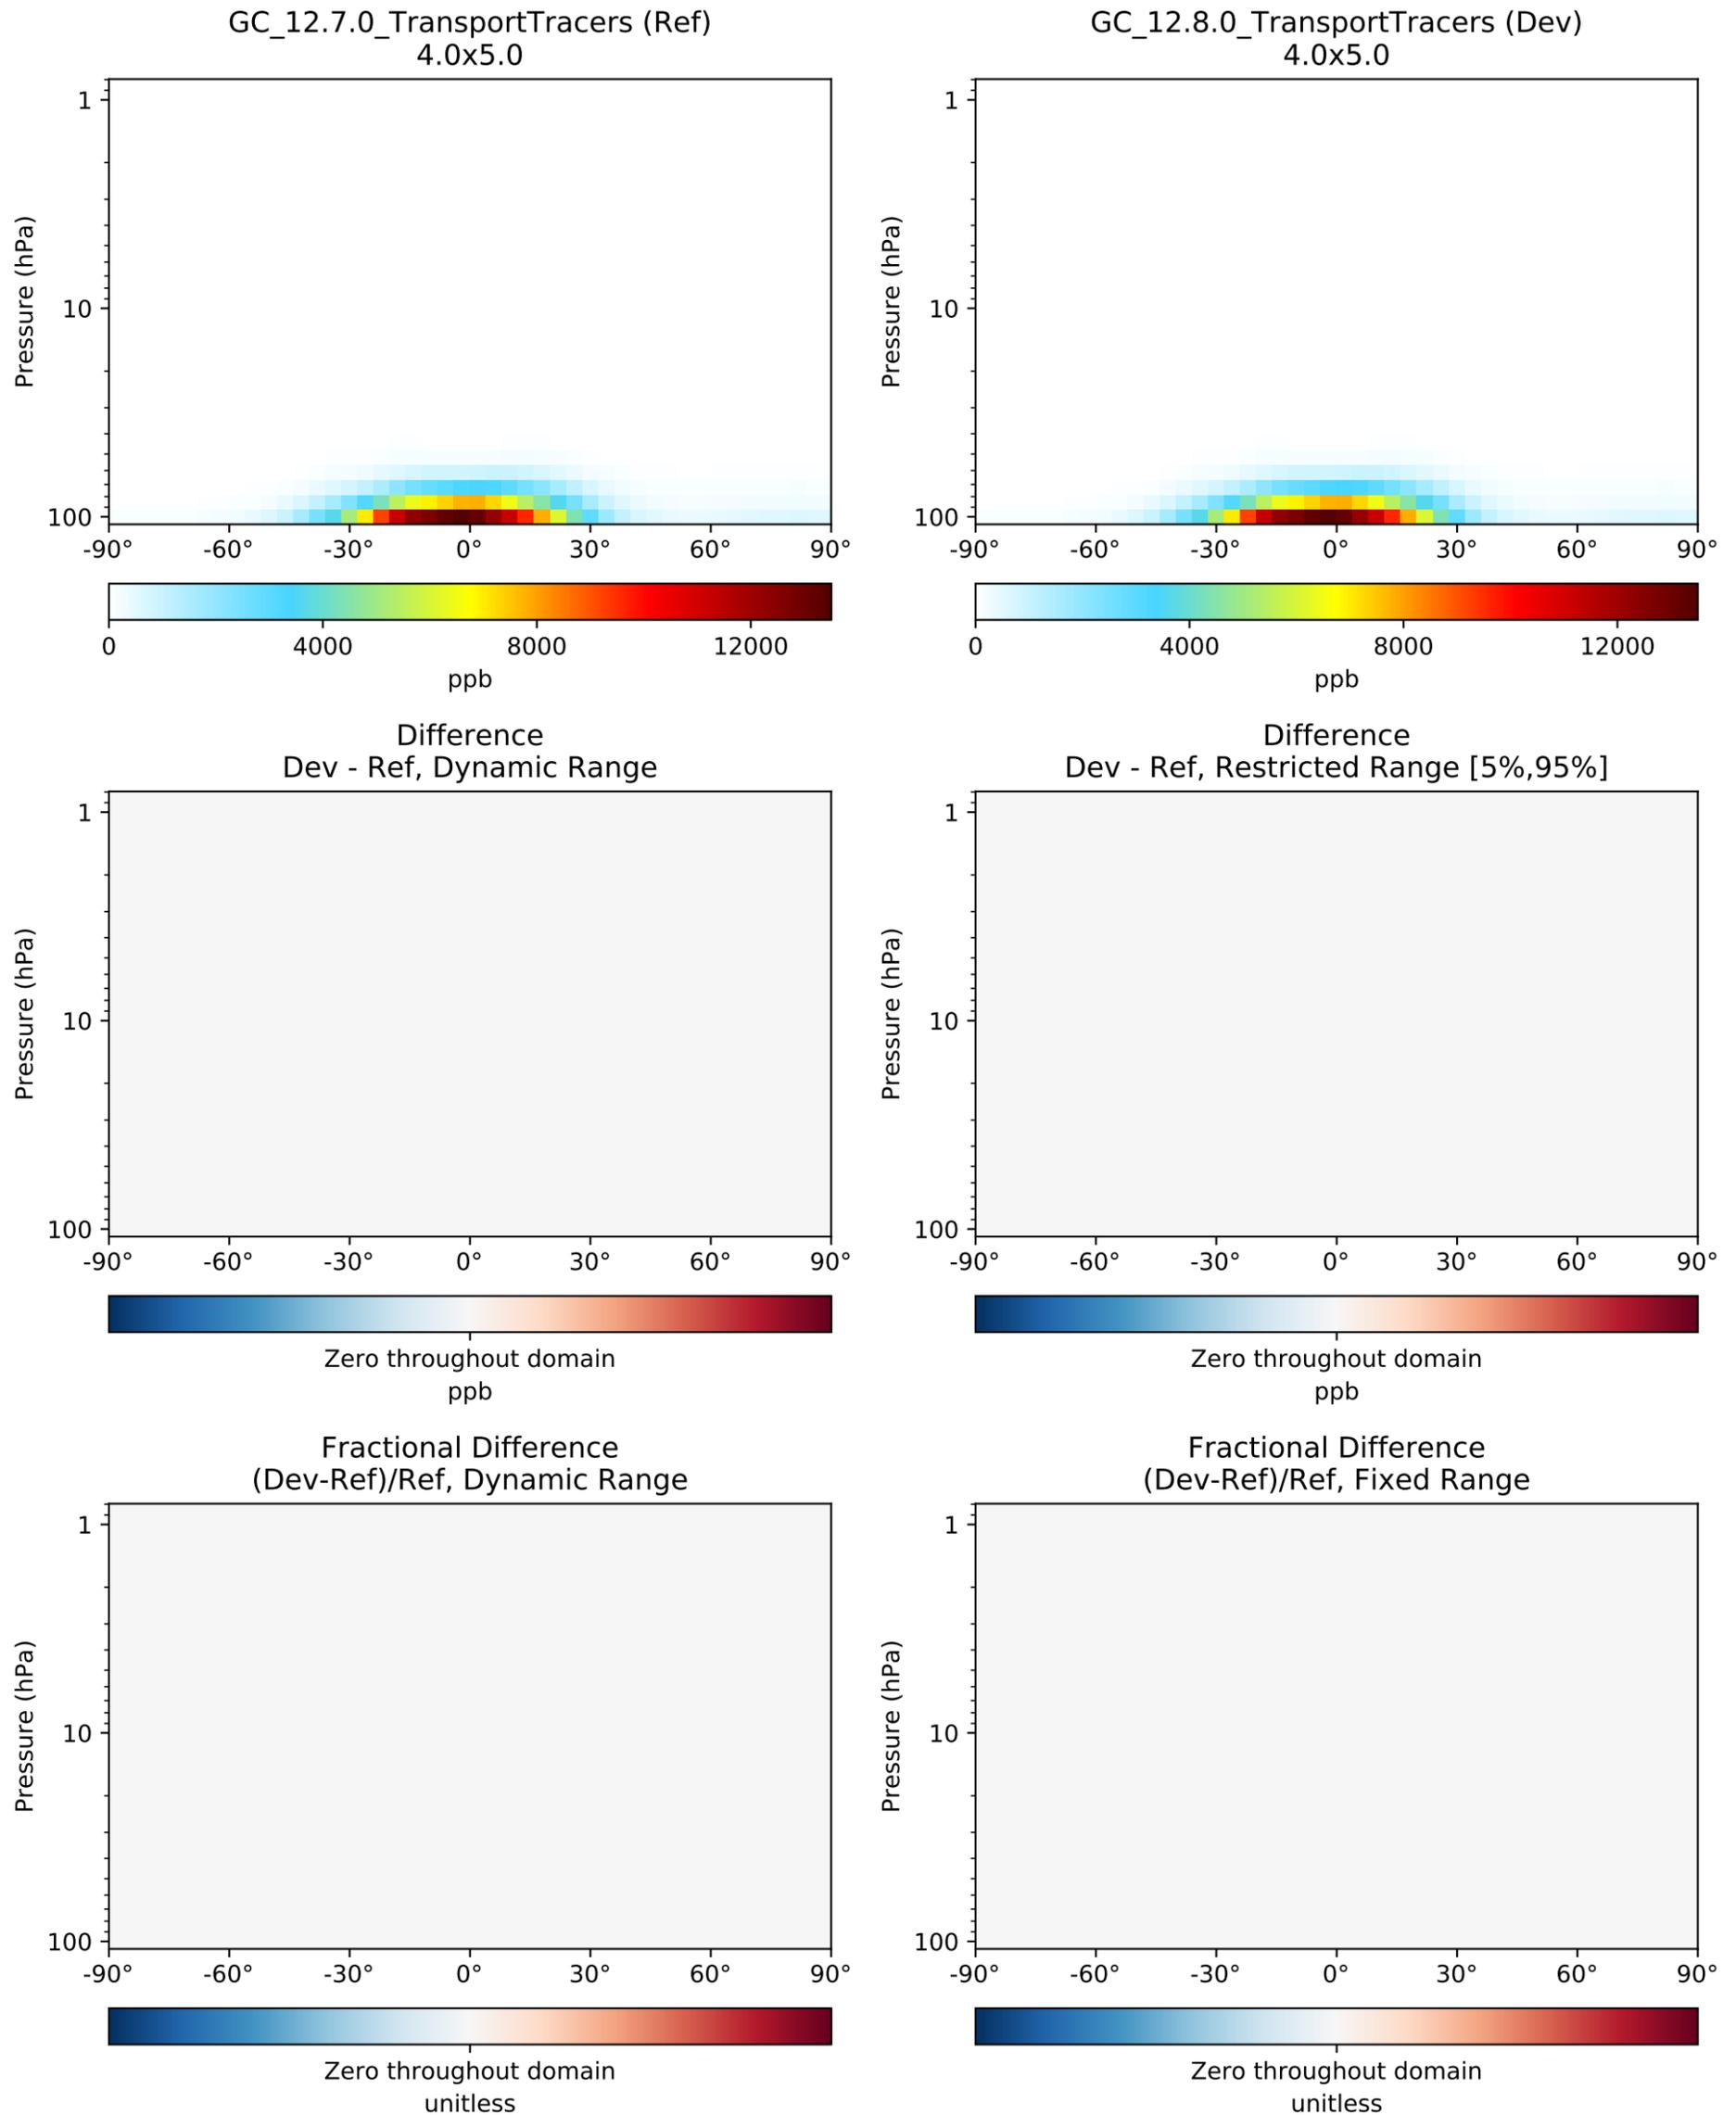 GC_12.7.0_TransportTracers (Ref)
4.0x5.0
1
10
100
Pressure (hPa)
-90° -60° -30° 0° 30° 60° 90°
0 4000 8000 12000
ppb
GC_12.8.0_TransportTracers (Dev)
4.0x5.0
1
10
100
Pressure (hPa)
-90° -60° -30° 0° 30° 60° 90°
0 4000 8000 12000
ppb
Difference
Dev - Ref, Dynamic Range
1
10
100
Pressure (hPa)
-90° -60° -30° 0° 30° 60° 90°
Zero throughout domain
ppb
Difference
Dev - Ref, Restricted Range [5%,95%]
1
10
100
Pressure (hPa)
-90° -60° -30° 0° 30° 60° 90°
Zero throughout domain
ppb
Fractional Difference
(Dev-Ref)/Ref, Dynamic Range
1
10
100
Pressure (hPa)
-90° -60° -30° 0° 30° 60° 90°
Zero throughout domain
unitless
Fractional Difference
(Dev-Ref)/Ref, Fixed Range
1
10
100
Pressure (hPa)
-90° -60° -30° 0° 30° 60° 90°
Zero throughout domain
unitless